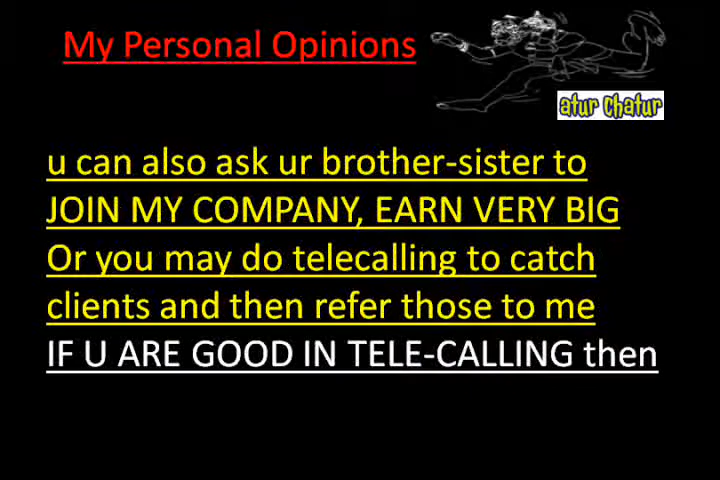 My Personal Opinions
atur Chatur
u can also ask ur brother-sister to
JOIN MY COMPANY, EARN VERY BIG
Or you may do telecalling to catch
clients and then refer those to me
IF U ARE GOOD IN TELE-CALLING then